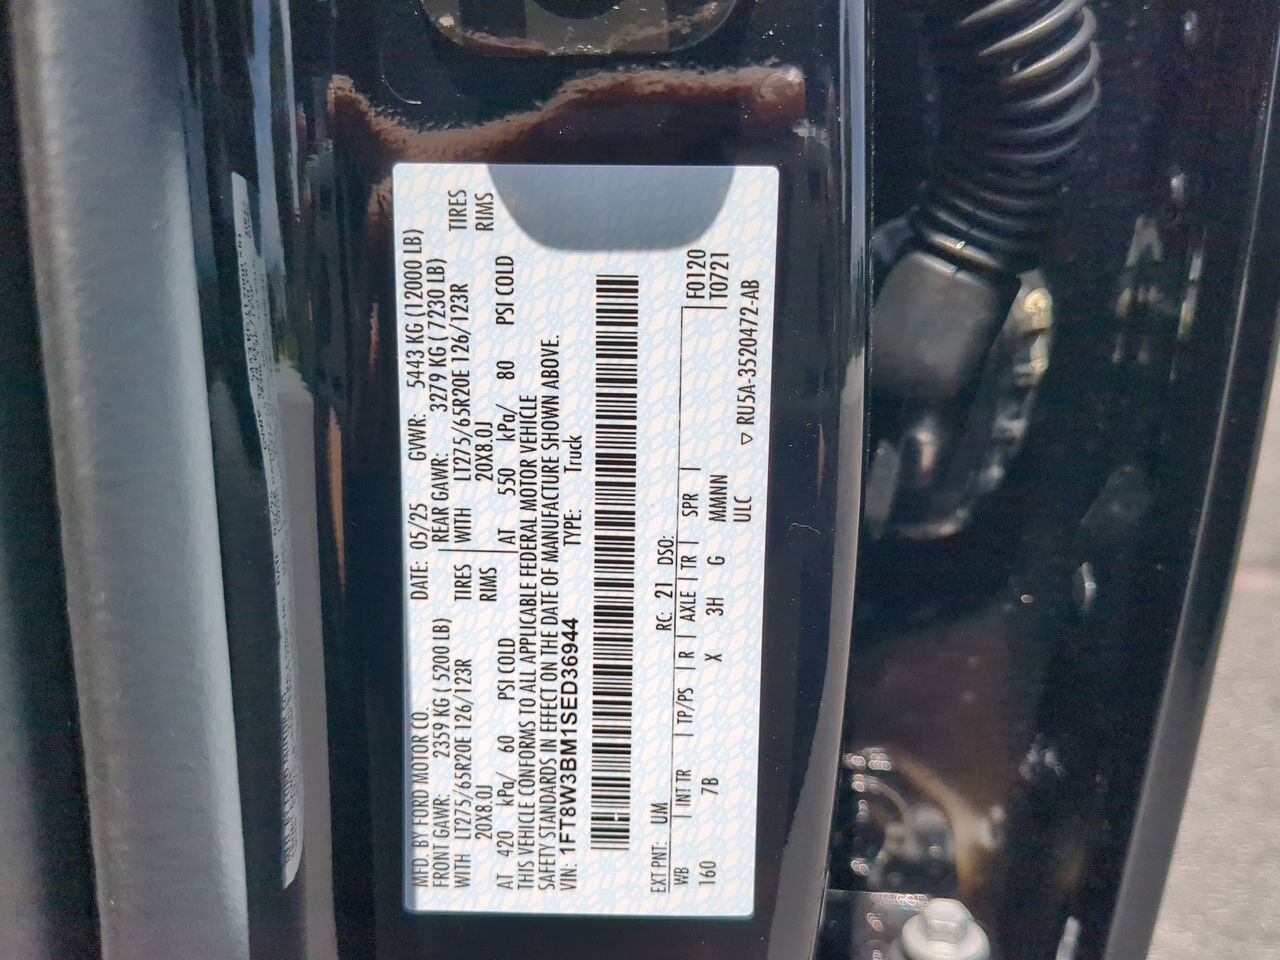 MFD. BY FORD MOTOR CO.
DATE: 05/25 GVWR: 5443 KG (12000 LB)
FRONT GAWR: 2359 KG ( 5200 LB) REAR GAWR: 3279 KG ( 7230 LB)
WITH LT275/65R20E 126/123R TIRES WITH LT275/65R20E 126/123R TIRES
20X8.0J RIMS 20X8.0J RIMS
AT 420 kPa/ 60 PSI COLD AT 550 kPa/ 80 PSI COLD
THIS VEHICLE CONFORMS TO ALL APPLICABLE FEDERAL MOTOR VEHICLE
SAFETY STANDARDS IN EFFECT ON THE DATE OF MANUFACTURE SHOWN ABOVE.
VIN: 1FT8W3BM1SED36944 TYPE: Truck
EXT PNT: UM RC: 21 DSO: F0120
WB INT TR TP/PS R AXLE TR SPR T0721
160 7B X 3H G MMNNN
ULC
▽ RU5A-3520472-AB